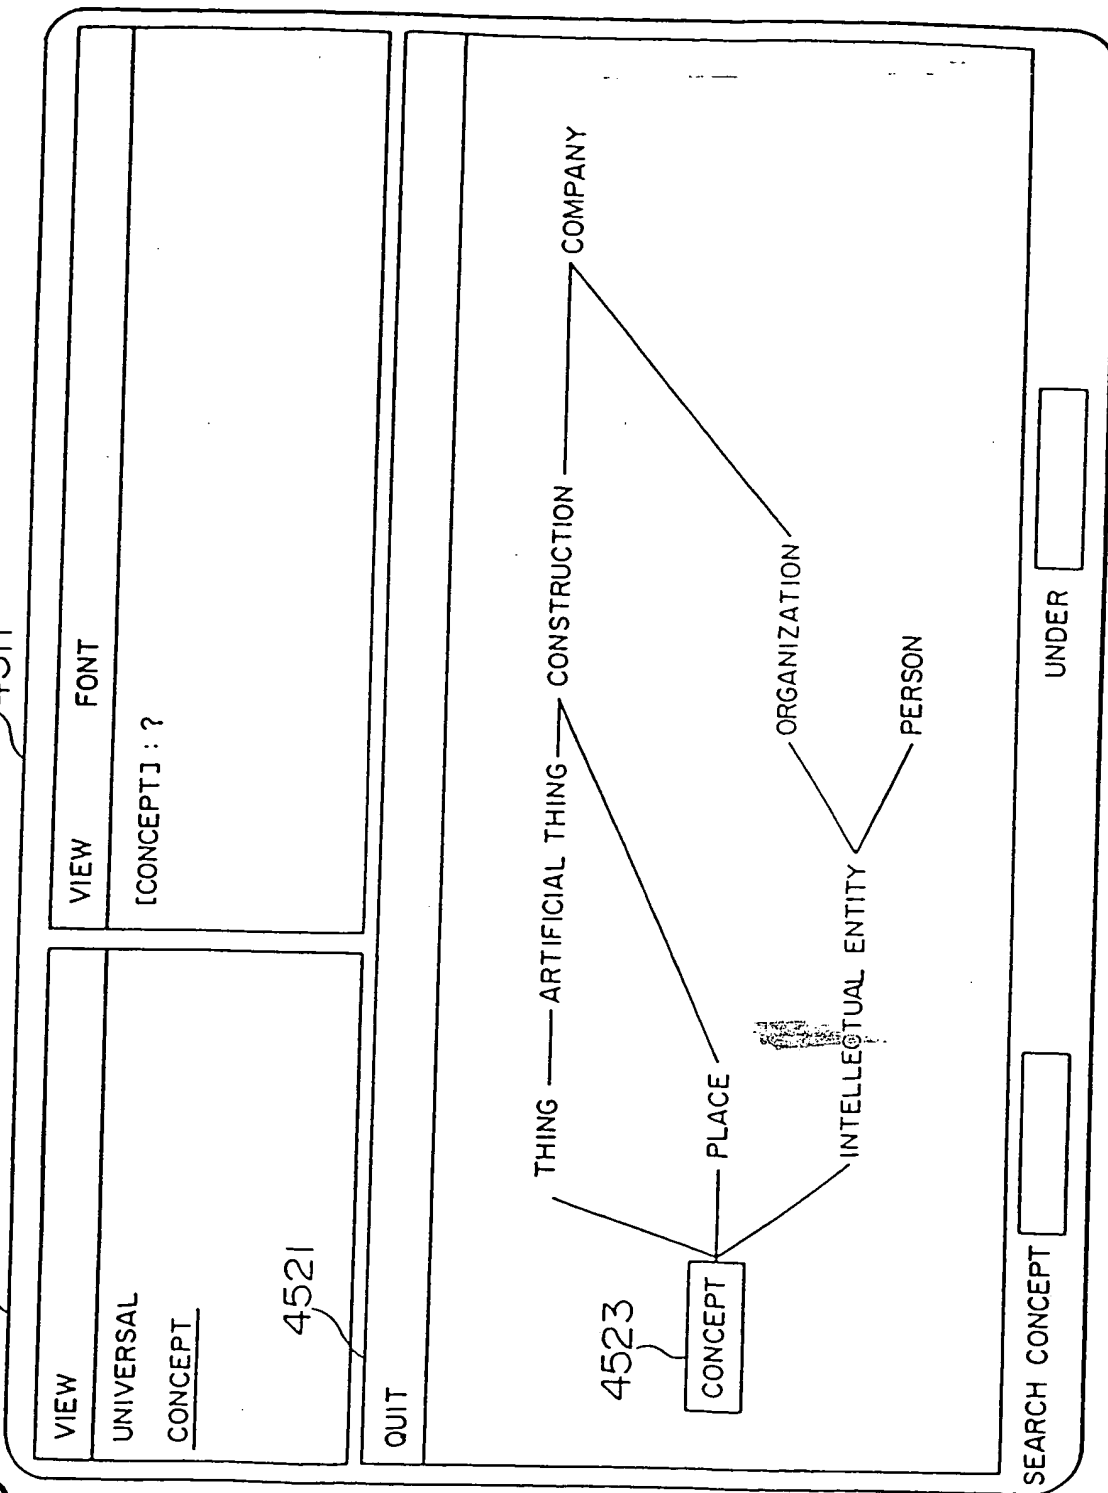 VIEW
UNIVERSAL
CONCEPT
VIEW FONT
[CONCEPT] : ?
4521
QUIT
THING ARTIFICIAL THING CONSTRUCTION COMPANY
4523
CONCEPT PLACE
ORGANIZATION
INTELLECTUAL ENTITY
PERSON
SEARCH CONCEPT UNDER